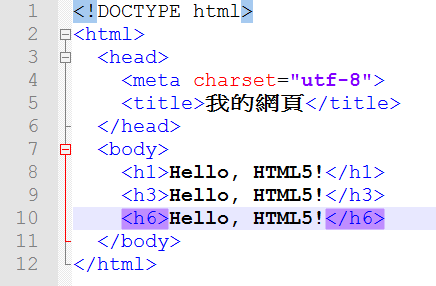 1 <!DOCTYPE html>
2 <html>
3 <head>
4 <meta charset="utf-8">
5 <title>我的網頁</title>
6 </head>
7 <body>
8 <h1>Hello, HTML5!</h1>
9 <h3>Hello, HTML5!</h3>
10 <h6>Hello, HTML5!</h6>
11 </body>
12 </html>